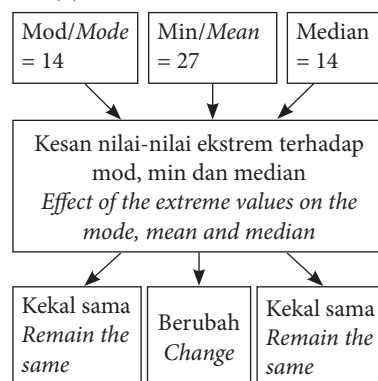 Mod/Mode
= 14
Min/Mean
= 27
Median
= 14
Kesan nilai-nilai ekstrem terhadap
mod, min dan median
Effect of the extreme values on the
mode, mean and median
Kekal sama
Remain the
same
Berubah
Change
Kekal sama
Remain the
same